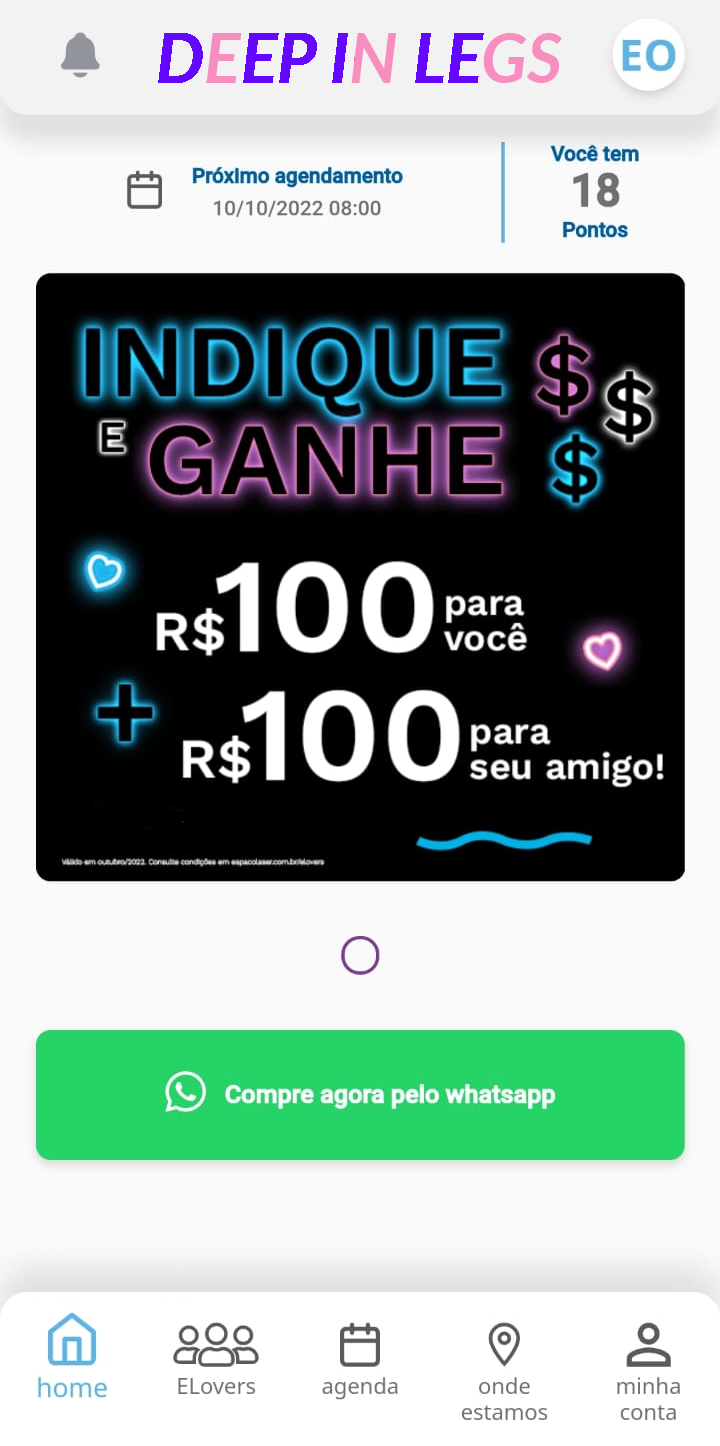 DEEP IN LEGS
EO
Próximo agendamento
10/10/2022 08:00
Você tem
18
Pontos
INDIQUE $ $
E GANHE $
R$100 para você
+ R$100 para seu amigo!
Válido em outubro/2022. Consulte condições em espacolaser.com.br/elovers
Compre agora pelo whatsapp
home
ELovers
agenda
onde estamos
minha conta